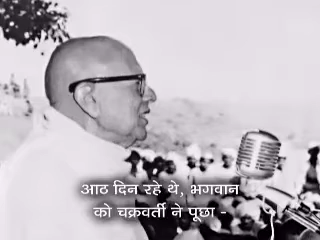 आठ दिन रहे थे, भगवान
को चक्रवर्ती ने पूछा -